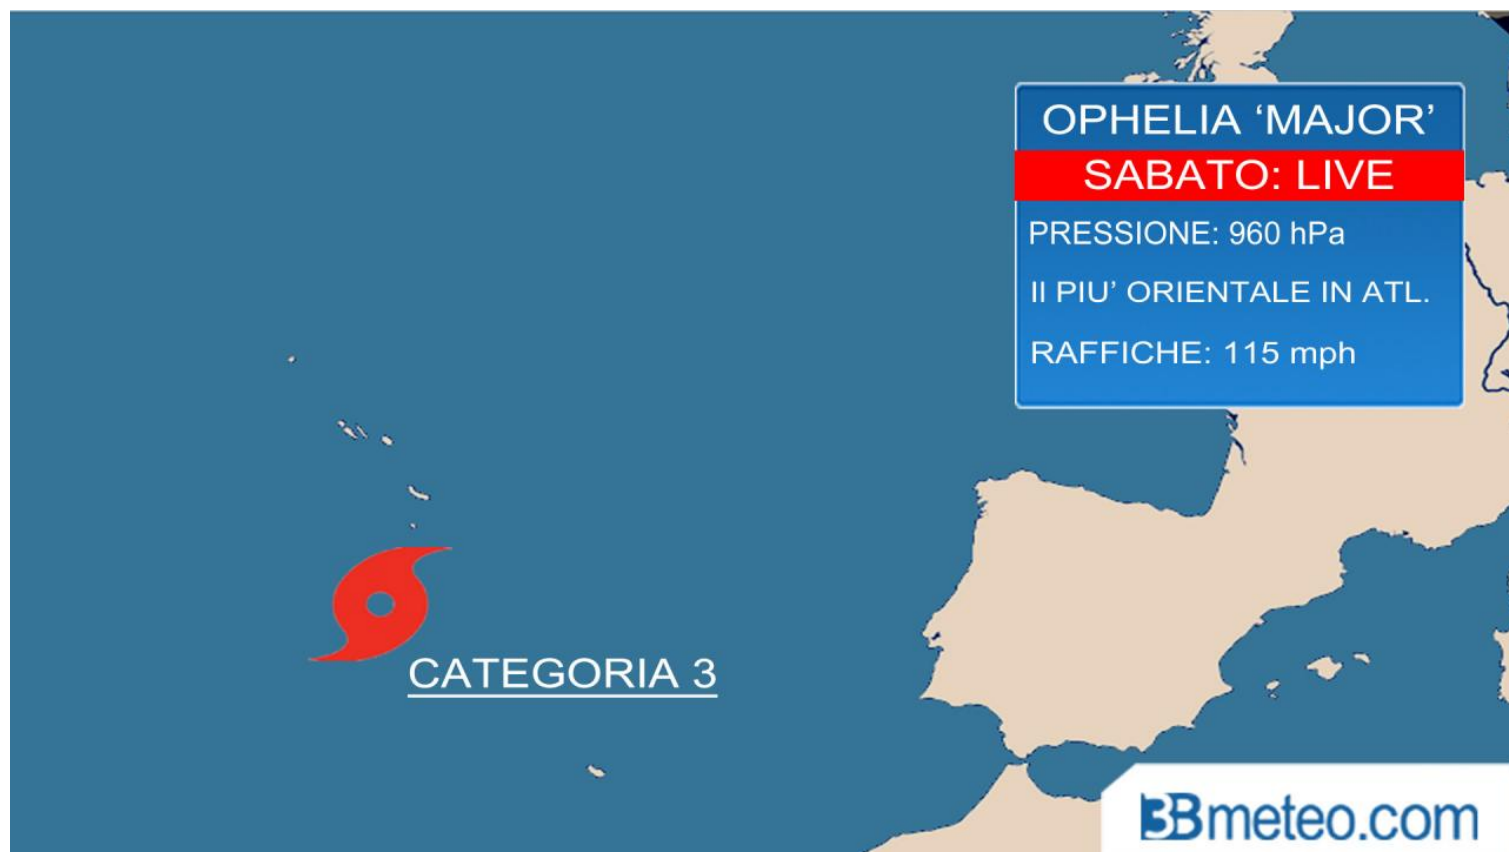 OPHELIA ‘MAJOR’
SABATO: LIVE
PRESSIONE: 960 hPa
Il PIU’ ORIENTALE IN ATL.
RAFFICHE: 115 mph
CATEGORIA 3
3Bmeteo.com